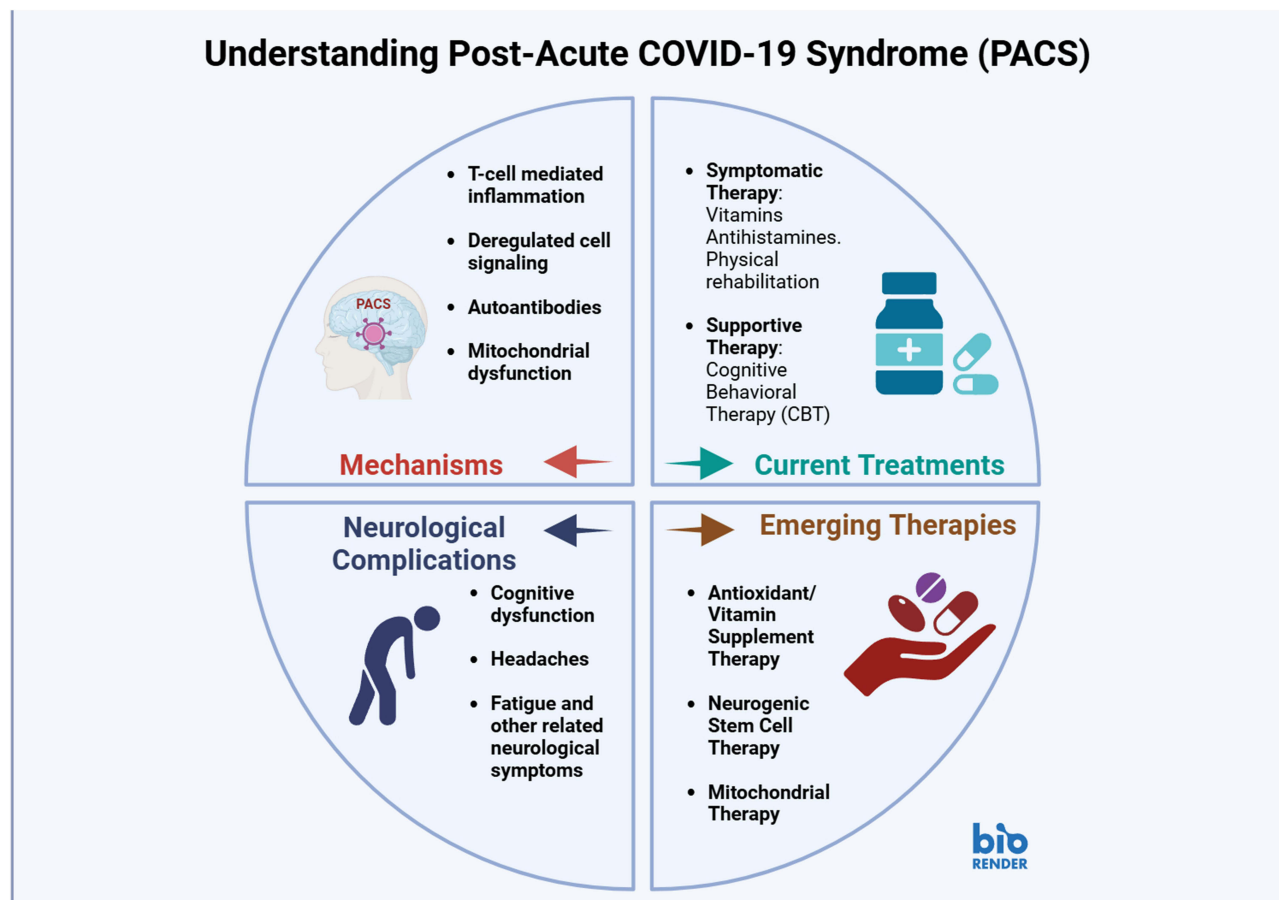 Understanding Post-Acute COVID-19 Syndrome (PACS)
• T-cell mediated
inflammation
• Deregulated cell
signaling
• Autoantibodies
• Mitochondrial
dysfunction
PACS
Mechanisms
• Symptomatic
Therapy:
Vitamins
Antihistamines.
Physical
rehabilitation
• Supportive
Therapy:
Cognitive
Behavioral
Therapy (CBT)
Current Treatments
Neurological
Complications
• Cognitive
dysfunction
• Headaches
• Fatigue and
other related
neurological
symptoms
Emerging Therapies
• Antioxidant/
Vitamin
Supplement
Therapy
• Neurogenic
Stem Cell
Therapy
• Mitochondrial
Therapy
bio
RENDER